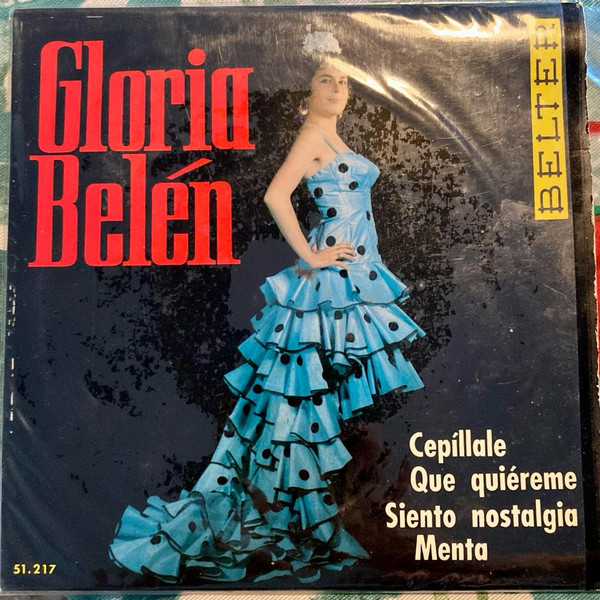 Gloria
Belén
BELTER
Cepíllale
Que quiéreme
Siento nostalgia
Menta
51.217